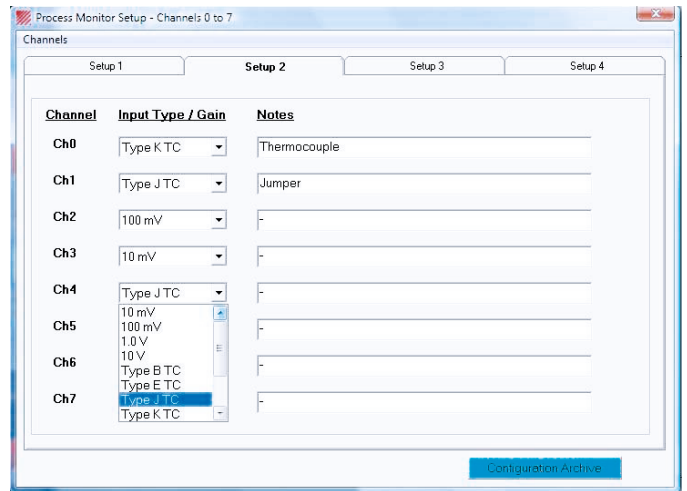 Process Monitor Setup - Channels 0 to 7
Channels
Setup 1 Setup 2 Setup 3 Setup 4
Channel Input Type / Gain Notes
Ch0 Type K TC Thermocouple
Ch1 Type J TC Jumper
Ch2 100 mV -
Ch3 10 mV -
Ch4 Type J TC -
10 mV
100 mV
Ch5 -
1.0 V
10 V
Ch6 -
Type B TC
Type E TC
Ch7 Type J TC -
Type K TC
Configuration Archive